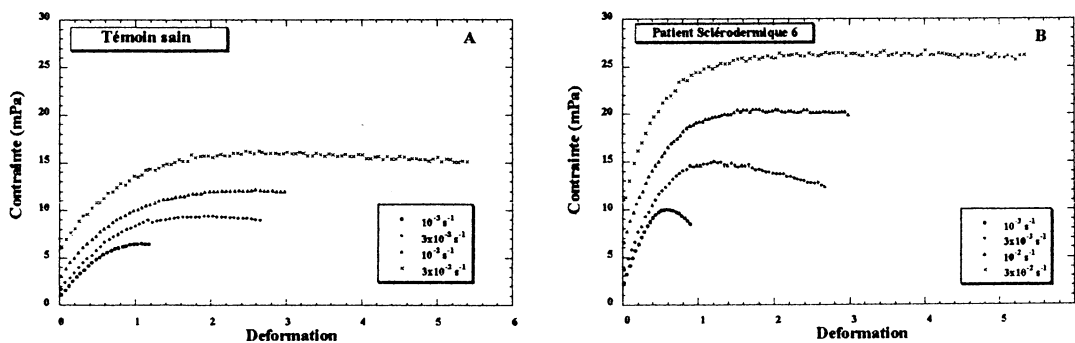 Témoin sain
A
Contrainte (mPa)
30
25
20
15
10
5
0
0 1 2 3 4 5 6
Deformation
10⁻³ s⁻¹
3x10⁻³ s⁻¹
10⁻² s⁻¹
3x10⁻² s⁻¹
Patient Sclérodermique 6
B
Contrainte (mPa)
30
25
20
15
10
5
0
0 1 2 3 4 5
Deformation
10⁻³ s⁻¹
3x10⁻³ s⁻¹
10⁻² s⁻¹
3x10⁻² s⁻¹